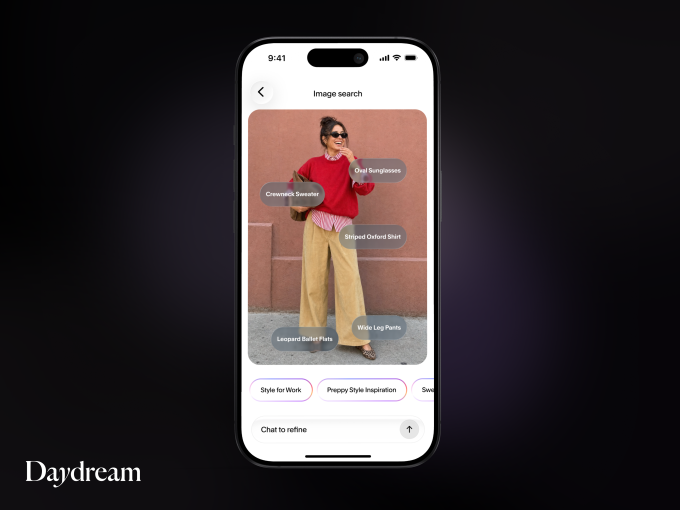 9:41
Image search
Oval Sunglasses
Crewneck Sweater
Striped Oxford Shirt
Wide Leg Pants
Leopard Ballet Flats
Style for Work
Preppy Style Inspiration
Swe
Chat to refine
Daydream